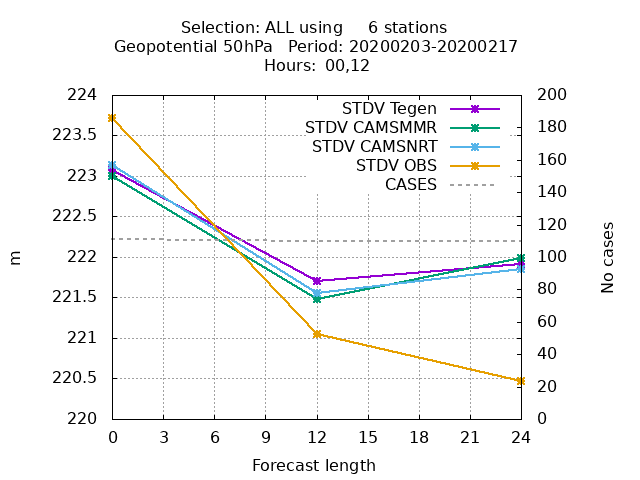 Selection: ALL using     6 stations
Geopotential 50hPa   Period: 20200203-20200217
Hours: 00,12
224
223.5
223
222.5
222
221.5
221
220.5
220
200
180
160
140
120
100
80
60
40
20
0
STDV Tegen
STDV CAMSMMR
STDV CAMSNRT
STDV OBS
CASES
m
No cases
0 3 6 9 12 15 18 21 24
Forecast length